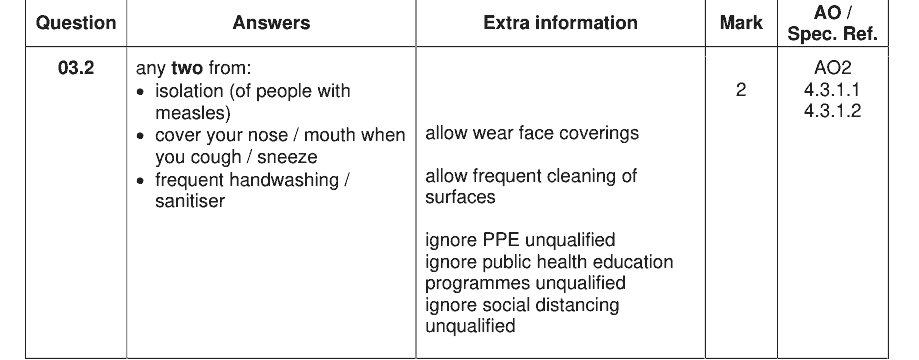 Question Answers Extra information Mark AO / Spec. Ref.
03.2 any two from: AO2
• isolation (of people with 2 4.3.1.1
measles) 4.3.1.2
• cover your nose / mouth when allow wear face coverings
you cough / sneeze
• frequent handwashing / allow frequent cleaning of
sanitiser surfaces
ignore PPE unqualified
ignore public health education
programmes unqualified
ignore social distancing
unqualified